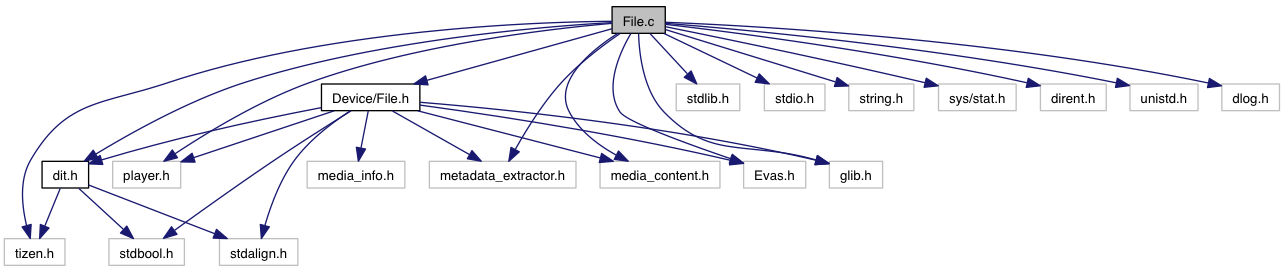 File.c
Device/File.h
stdlib.h
stdio.h
string.h
sys/stat.h
dirent.h
unistd.h
dlog.h
dit.h
player.h
media_info.h
metadata_extractor.h
media_content.h
Evas.h
glib.h
tizen.h
stdbool.h
stdalign.h